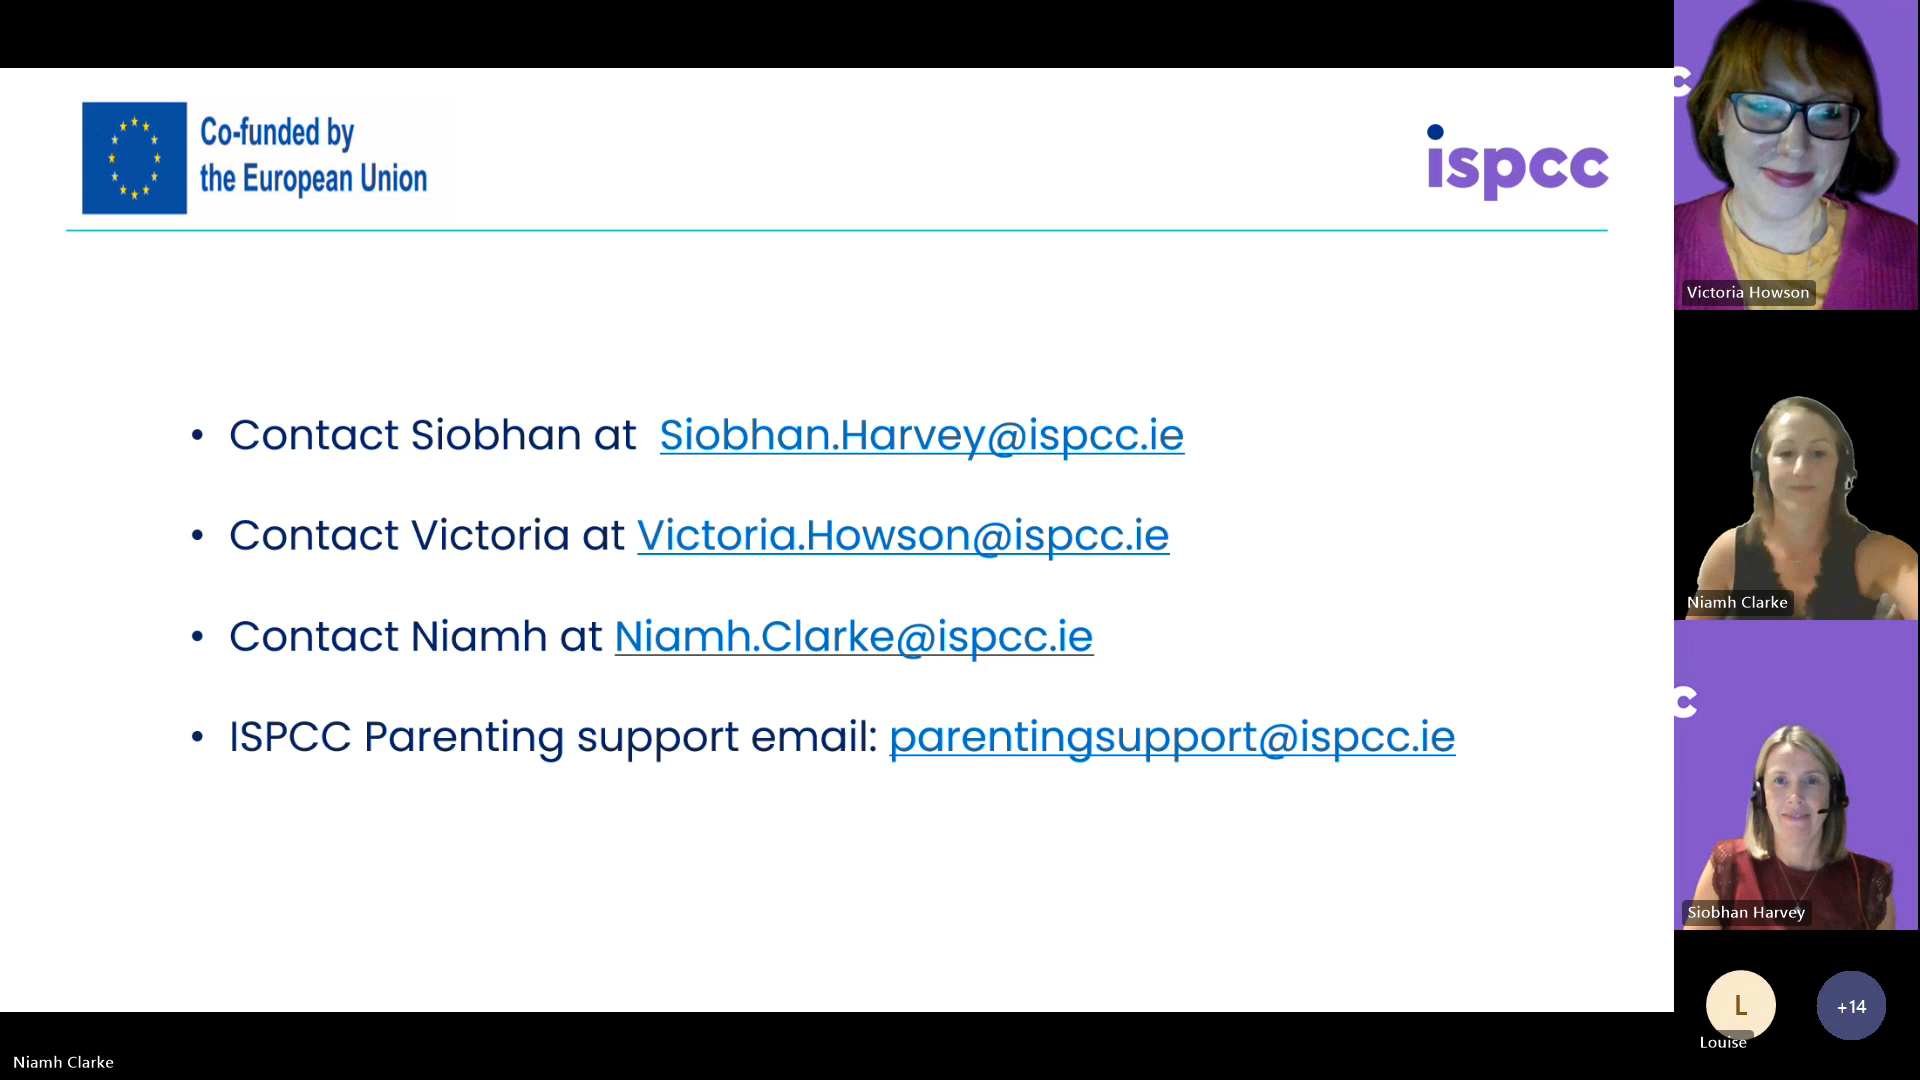 Co-funded by
the European Union
ispcc
• Contact Siobhan at Siobhan.Harvey@ispcc.ie
• Contact Victoria at Victoria.Howson@ispcc.ie
• Contact Niamh at Niamh.Clarke@ispcc.ie
• ISPCC Parenting support email: parentingsupport@ispcc.ie
c
Victoria Howson
Niamh Clarke
c
Siobhan Harvey
L
Louise
+14
Niamh Clarke